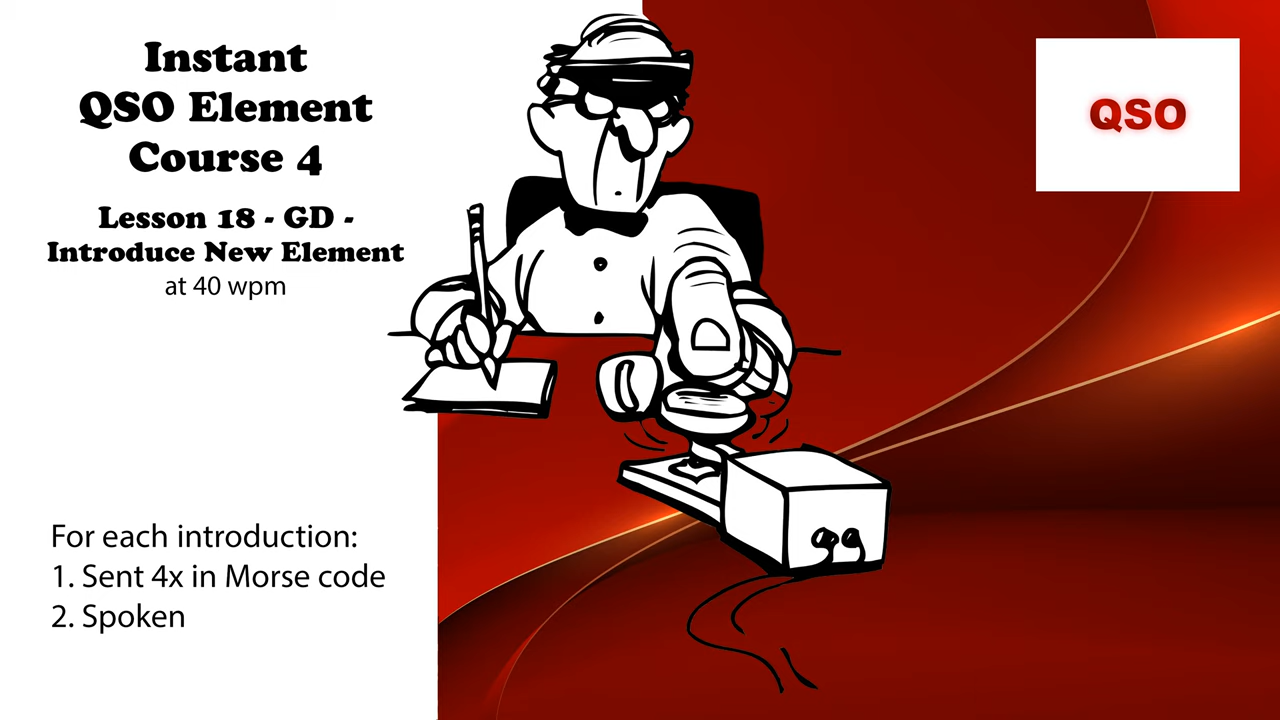 Instant
QSO Element
Course 4
Lesson 18 - GD -
Introduce New Element
at 40 wpm
QSO
For each introduction:
1. Sent 4x in Morse code
2. Spoken